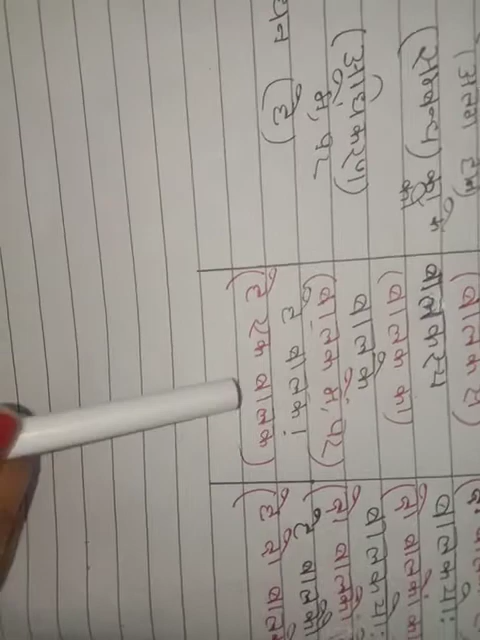 (बालक से)
(सम्बन्ध) का, के, की बालकस्य बालकयोः
(बालक का) (दो बालकों का
(अधिकरण) बालके बालकयोः
में, पर (बालक में, पर) (दो बालकों
(हे) हे बालक! हे बालकौ
(हे एक बालक) (हे दो बालकों